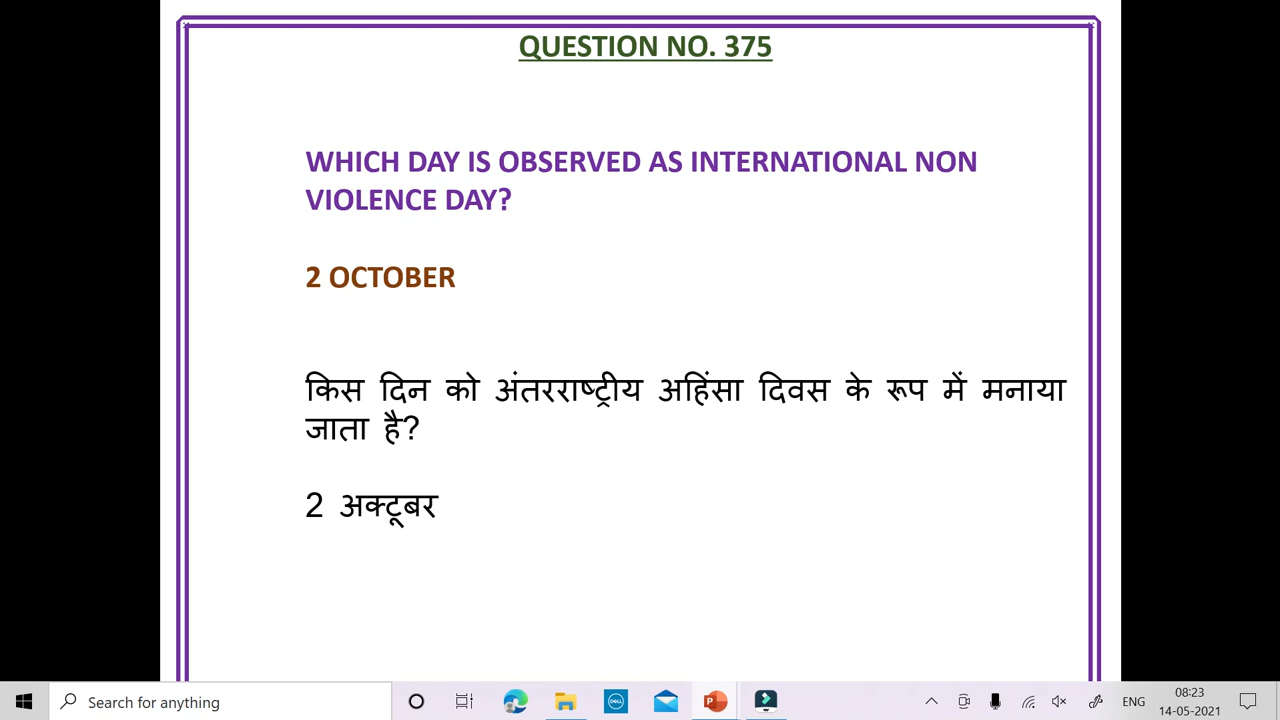 QUESTION NO. 375
WHICH DAY IS OBSERVED AS INTERNATIONAL NON
VIOLENCE DAY?
2 OCTOBER
किस दिन को अंतरराष्ट्रीय अहिंसा दिवस के रूप में मनाया
जाता है?
2 अक्टूबर
Search for anything
DELL
P
ENG
08:23
14-05-2021